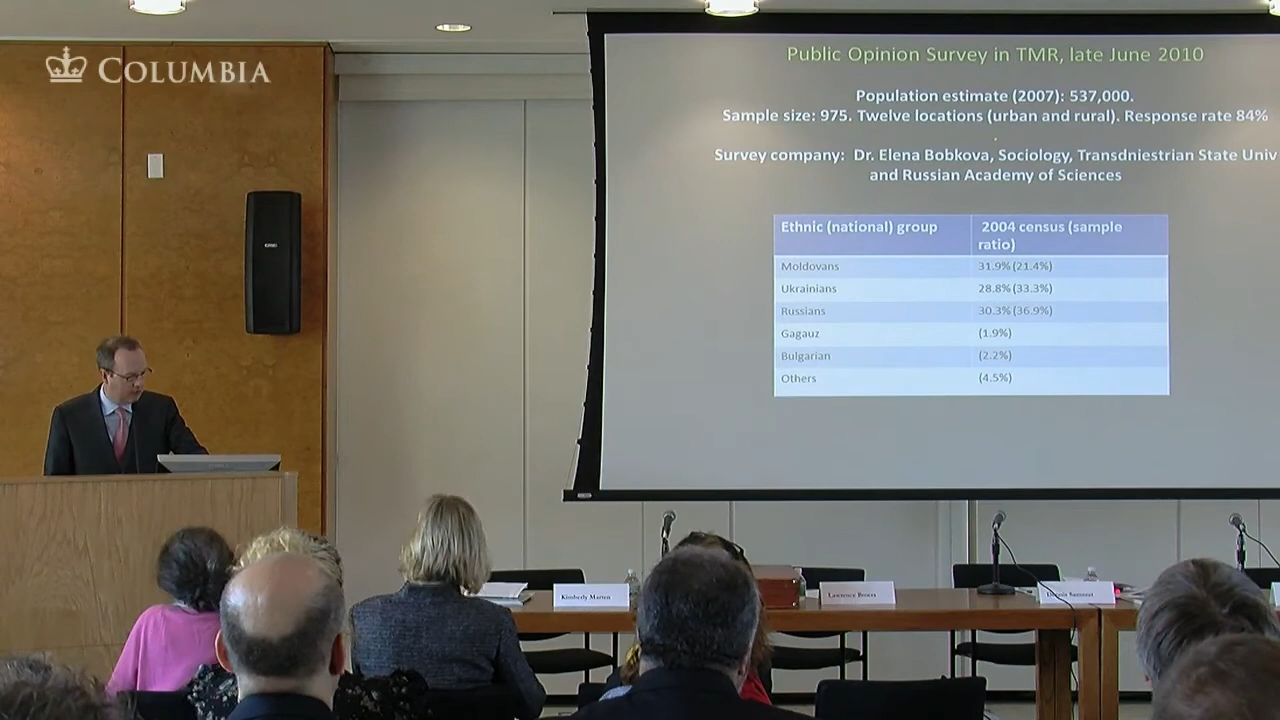 COLUMBIA
Public Opinion Survey in TMR, late June 2010
Population estimate (2007): 537,000.
Sample size: 975. Twelve locations (urban and rural). Response rate 84%
Survey company: Dr. Elena Bobkova, Sociology, Transdniestrian State Univ
and Russian Academy of Sciences
Ethnic (national) group 2004 census (sample
ratio)
Moldovans 31.9% (21.4%)
Ukrainians 28.8% (33.3%)
Russians 30.3% (36.9%)
Gagauz (1.9%)
Bulgarian (2.2%)
Others (4.5%)
Kimberly Marten
Lawrence Broers
Dennis Sammut